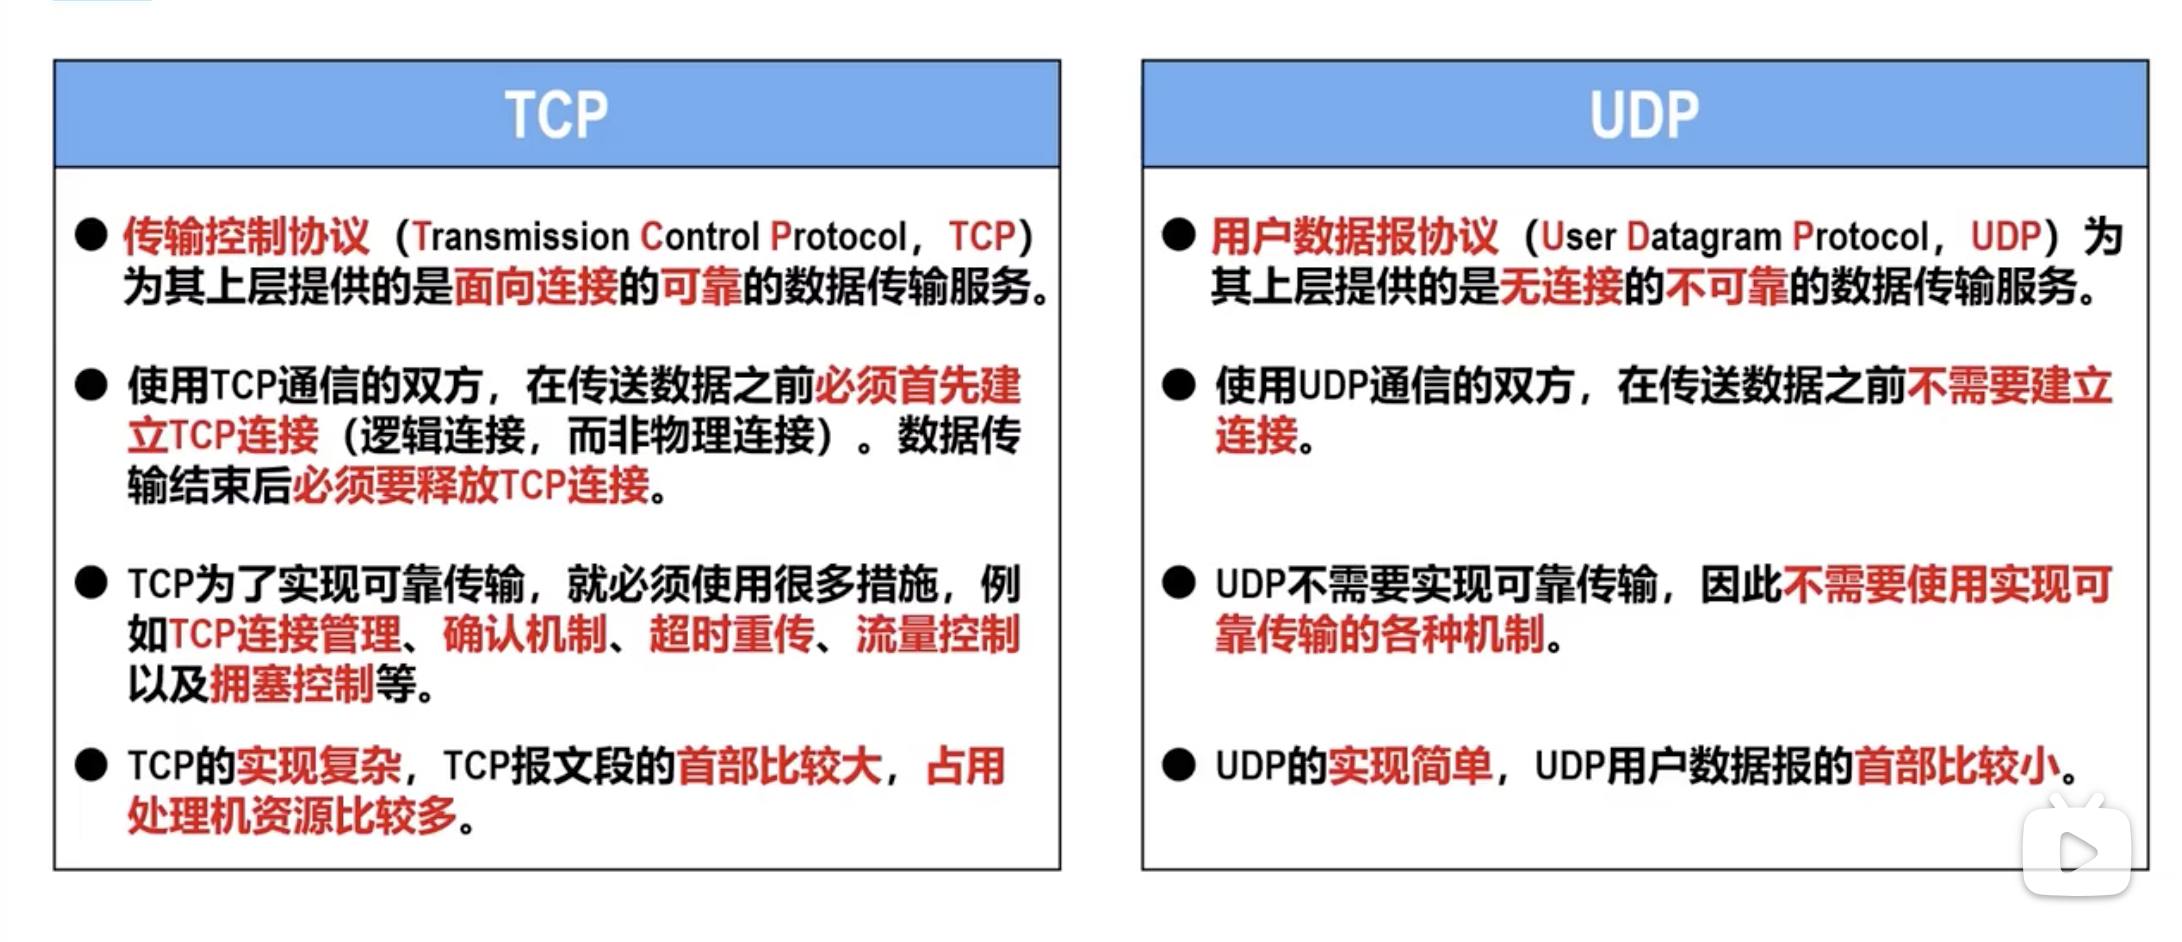 TCP
● 传输控制协议（Transmission Control Protocol，TCP）
为其上层提供的是面向连接的可靠的数据传输服务。
● 使用TCP通信的双方，在传送数据之前必须首先建
立TCP连接（逻辑连接，而非物理连接）。数据传
输结束后必须要释放TCP连接。
● TCP为了实现可靠传输，就必须使用很多措施，例
如TCP连接管理、确认机制、超时重传、流量控制
以及拥塞控制等。
● TCP的实现复杂，TCP报文段的首部比较大，占用
处理机资源比较多。
UDP
● 用户数据报协议（User Datagram Protocol，UDP）为
其上层提供的是无连接的不可靠的数据传输服务。
● 使用UDP通信的双方，在传送数据之前不需要建立
连接。
● UDP不需要实现可靠传输，因此不需要使用实现可
靠传输的各种机制。
● UDP的实现简单，UDP用户数据报的首部比较小。